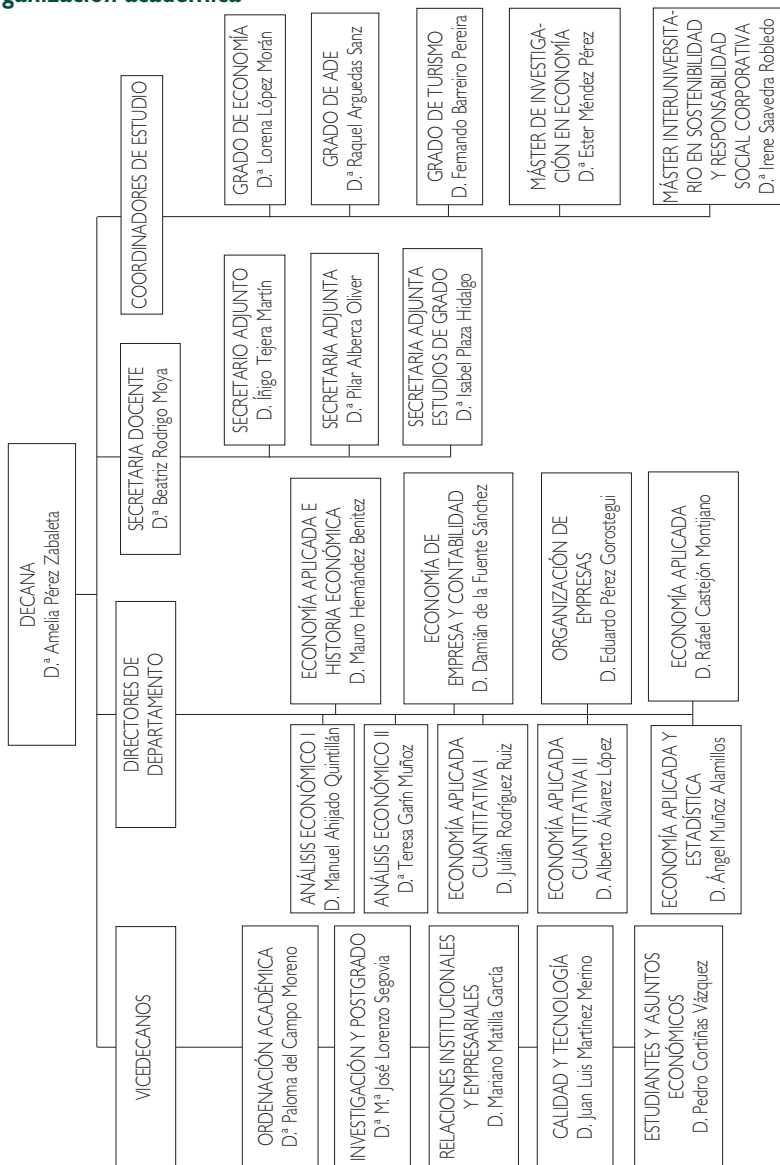 ganización académica
DECANA
D.ª Amelia Pérez Zabaleta
VICEDECANOS
ORDENACIÓN ACADÉMICA
D.ª Paloma del Campo Moreno
INVESTIGACIÓN Y POSTGRADO
D.ª M.ª José Lorenzo Segovia
RELACIONES INSTITUCIONALES
Y EMPRESARIALES
D. Mariano Matilla García
CALIDAD Y TECNOLOGÍA
D. Juan Luis Martínez Merino
ESTUDIANTES Y ASUNTOS
ECONÓMICOS
D. Pedro Cortiñas Vázquez
DIRECTORES DE
DEPARTAMENTO
ANÁLISIS ECONÓMICO I
D. Manuel Ahijado Quintillán
ANÁLISIS ECONÓMICO II
D.ª Teresa Garín Muñoz
ECONOMÍA APLICADA
CUANTITATIVA I
D. Julián Rodríguez Ruiz
ECONOMÍA APLICADA
CUANTITATIVA II
D. Alberto Álvarez López
ECONOMÍA APLICADA Y
ESTADÍSTICA
D. Ángel Muñoz Alamillos
ECONOMÍA APLICADA E
HISTORIA ECONÓMICA
D. Mauro Hernández Benítez
ECONOMÍA DE
EMPRESA Y CONTABILIDAD
D. Damián de la Fuente Sánchez
ORGANIZACIÓN DE
EMPRESAS
D. Eduardo Pérez Gorostegui
ECONOMÍA APLICADA
D. Rafael Castejón Montijano
SECRETARIA DOCENTE
D.ª Beatriz Rodrigo Moya
SECRETARIO ADJUNTO
D. Íñigo Tejera Martín
SECRETARIA ADJUNTA
D.ª Pilar Alberca Oliver
SECRETARIA ADJUNTA
ESTUDIOS DE GRADO
D.ª Isabel Plaza Hidalgo
COORDINADORES DE ESTUDIO
GRADO DE ECONOMÍA
D.ª Lorena López Morán
GRADO DE ADE
D.ª Raquel Arguedas Sanz
GRADO DE TURISMO
D. Fernando Barreiro Pereira
MÁSTER DE INVESTIGA-
CIÓN EN ECONOMÍA
D.ª Ester Méndez Pérez
MÁSTER INTERUNIVERSITA-
RIO EN SOSTENIBILIDAD
Y RESPONSABILIDAD
SOCIAL CORPORATIVA
D.ª Irene Saavedra Robledo